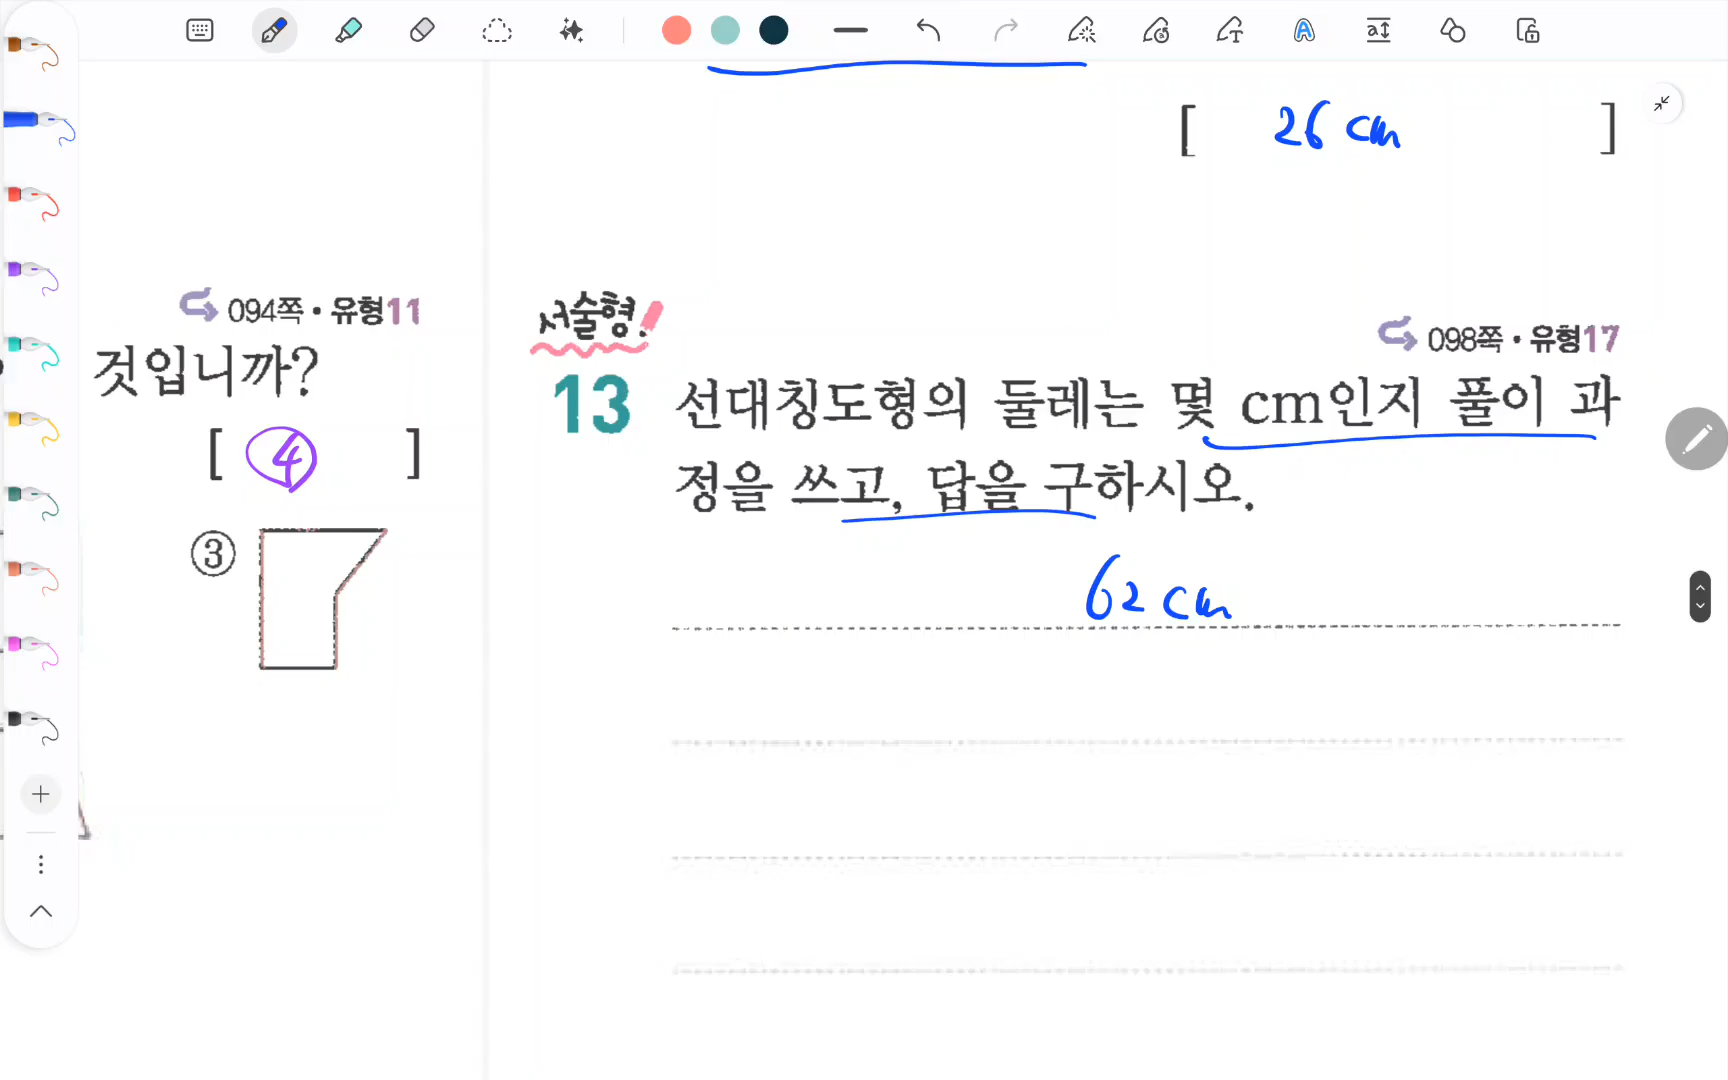 [ 26 cm ]
094쪽 • 유형11
것입니까?
[ ④ ]
③
서술형!
098쪽 • 유형17
13 선대칭도형의 둘레는 몇 cm인지 풀이 과
정을 쓰고, 답을 구하시오.
62 cm